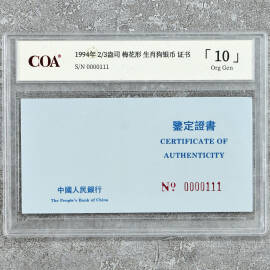 COA®
1994年 2/3盎司 梅花形 生肖狗银币 证书
S/N 0000111
「 10 」
Org Gen
鑒定證書
CERTIFICATE OF
AUTHENTICITY
中國人民銀行
The People's Bank of China
Nº 0000111